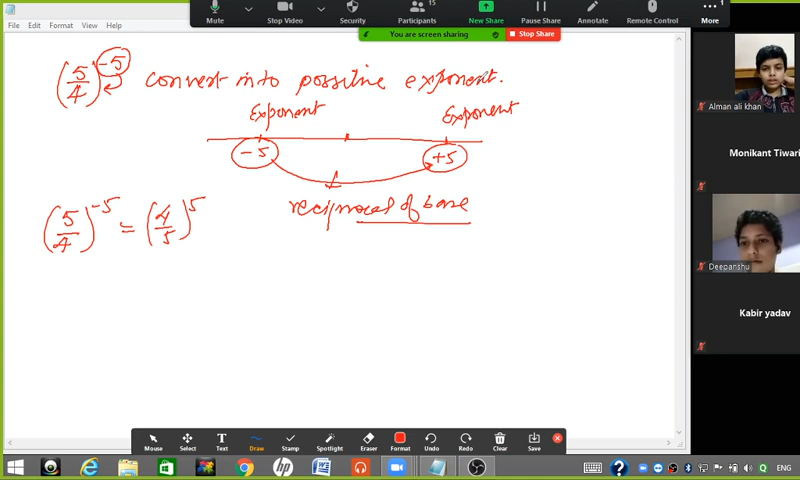 Mute
Stop Video
Security
Participants
15
New Share
Pause Share
Annotate
Remote Control
More
File Edit Format View Help
You are screen sharing
Stop Share
(5/4)^-5 convert into possitive exponent.
Exponent
Exponent
-5
+5
(5/4)^-5 = (4/5)^5
reciprocal of base
Alman ali khan
Monikant Tiwari
Deepanshu
Kabir yadav
Mouse
Select
Text
Draw
Stamp
Spotlight
Eraser
Format
Undo
Redo
Clear
Save
ENG